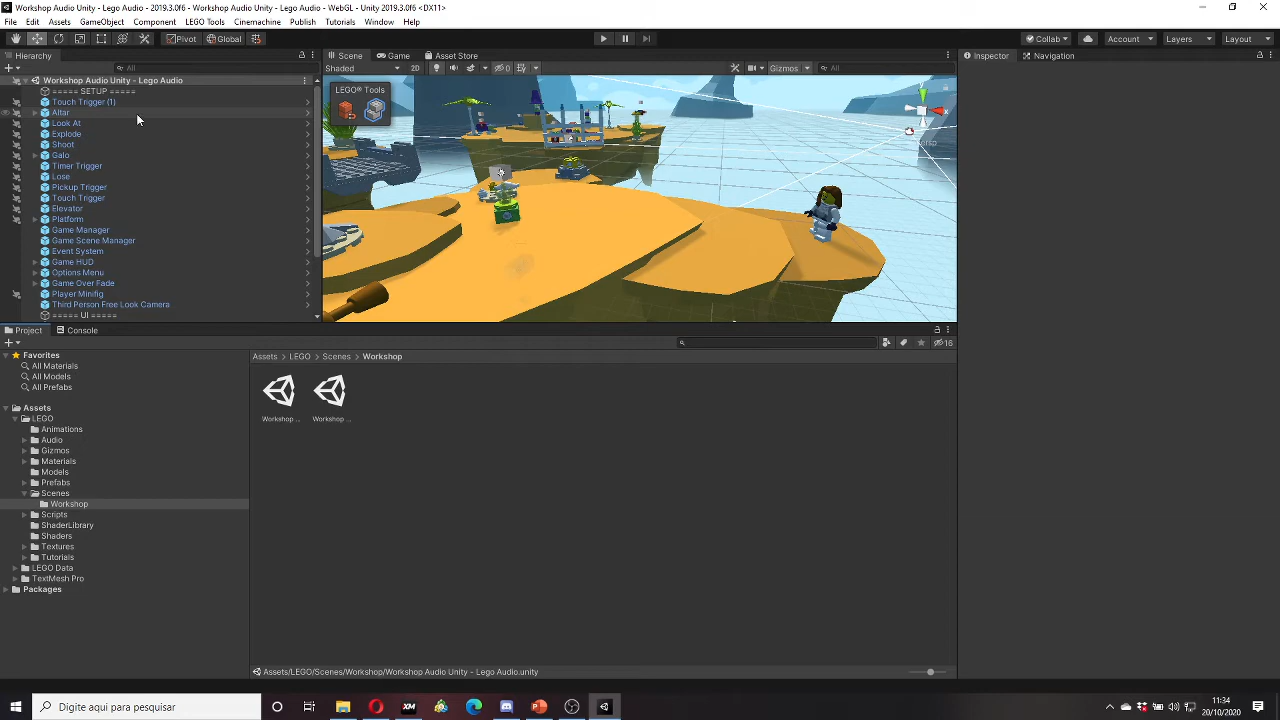 Workshop Audio Unity - Lego Audio - 2019.3.0f6 - Workshop Audio Unity - Lego Audio - WebGL - Unity 2019.3.0f6 <DX11>
File Edit Assets GameObject Component LEGO Tools Cinemachine Publish Tutorials Window Help
Pivot Global Collab Account Layers Layout
Hierarchy
All
Workshop Audio Unity - Lego Audio
===== SETUP =====
Touch Trigger (1)
Altar
Look At
Explode
Shoot
Galo
Timer Trigger
Lose
Pickup Trigger
Touch Trigger
Elevator
Platform
Game Manager
Game Scene Manager
Event System
Game HUD
Options Menu
Game Over Fade
Player Minifig
Third Person Free Look Camera
===== UI =====
Scene Game Asset Store
Shaded 2D 0 Gizmos All
LEGO® Tools
y
x
Persp
Inspector Navigation
Project Console
16
Favorites
All Materials
All Models
All Prefabs
Assets
LEGO
Animations
Audio
Gizmos
Materials
Models
Prefabs
Scenes
Workshop
Scripts
ShaderLibrary
Shaders
Textures
Tutorials
LEGO Data
TextMesh Pro
Packages
Assets > LEGO > Scenes > Workshop
Workshop ... Workshop ...
Assets/LEGO/Scenes/Workshop/Workshop Audio Unity - Lego Audio.unity
Digite aqui para pesquisar
XM
11:34
20/10/2020